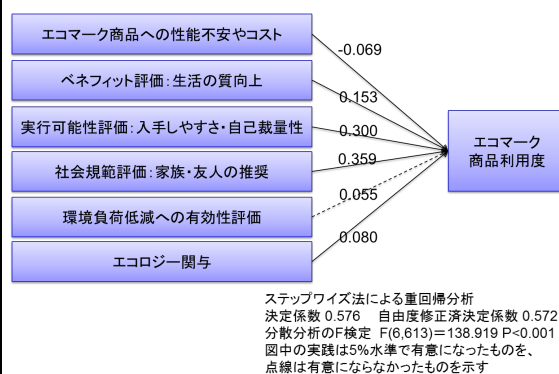 エコマーク商品への性能不安やコスト
-0.069
ベネフィット評価:生活の質向上
0.153
実行可能性評価:入手しやすさ・自己裁量性
0.300
エコマーク
商品利用度
社会規範評価:家族・友人の推奨
0.359
環境負荷低減への有効性評価
0.055
エコロジー関与
0.080
ステップワイズ法による重回帰分析
決定係数 0.576 自由度修正済決定係数 0.572
分散分析のF検定 F(6,613)=138.919 P<0.001
図中の実践は5%水準で有意になったものを、
点線は有意にならなかったものを示す